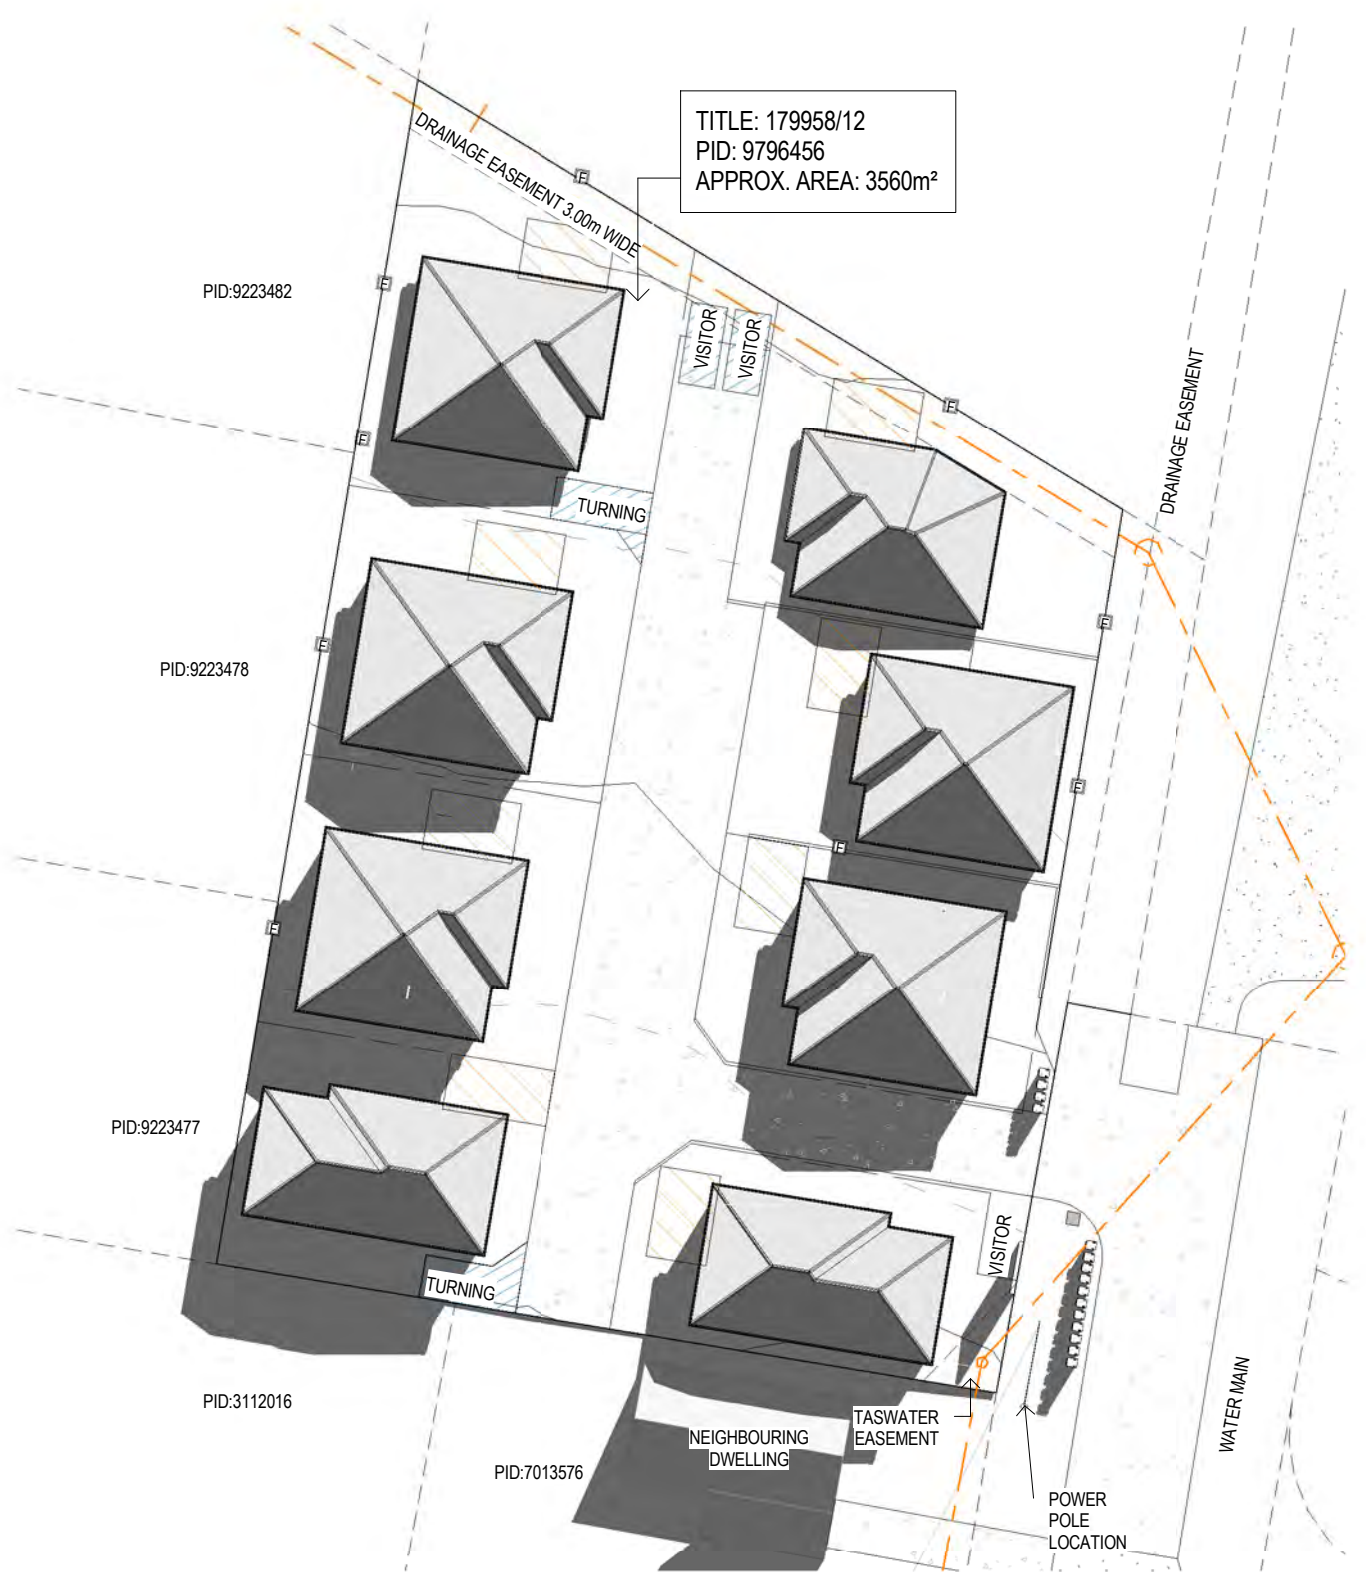 TITLE: 179958/12
PID: 9796456
APPROX. AREA: 3560m²
DRAINAGE EASEMENT 3.00m WIDE
F
PID:9223482
F
VISITOR
VISITOR
DRAINAGE EASEMENT
F
F
TURNING
F
F
PID:9223478
F
F
F
PID:9223477
VISITOR
TURNING
PID:3112016
TASWATER
EASEMENT
NEIGHBOURING
DWELLING
WATER MAIN
PID:7013576
POWER
POLE
LOCATION